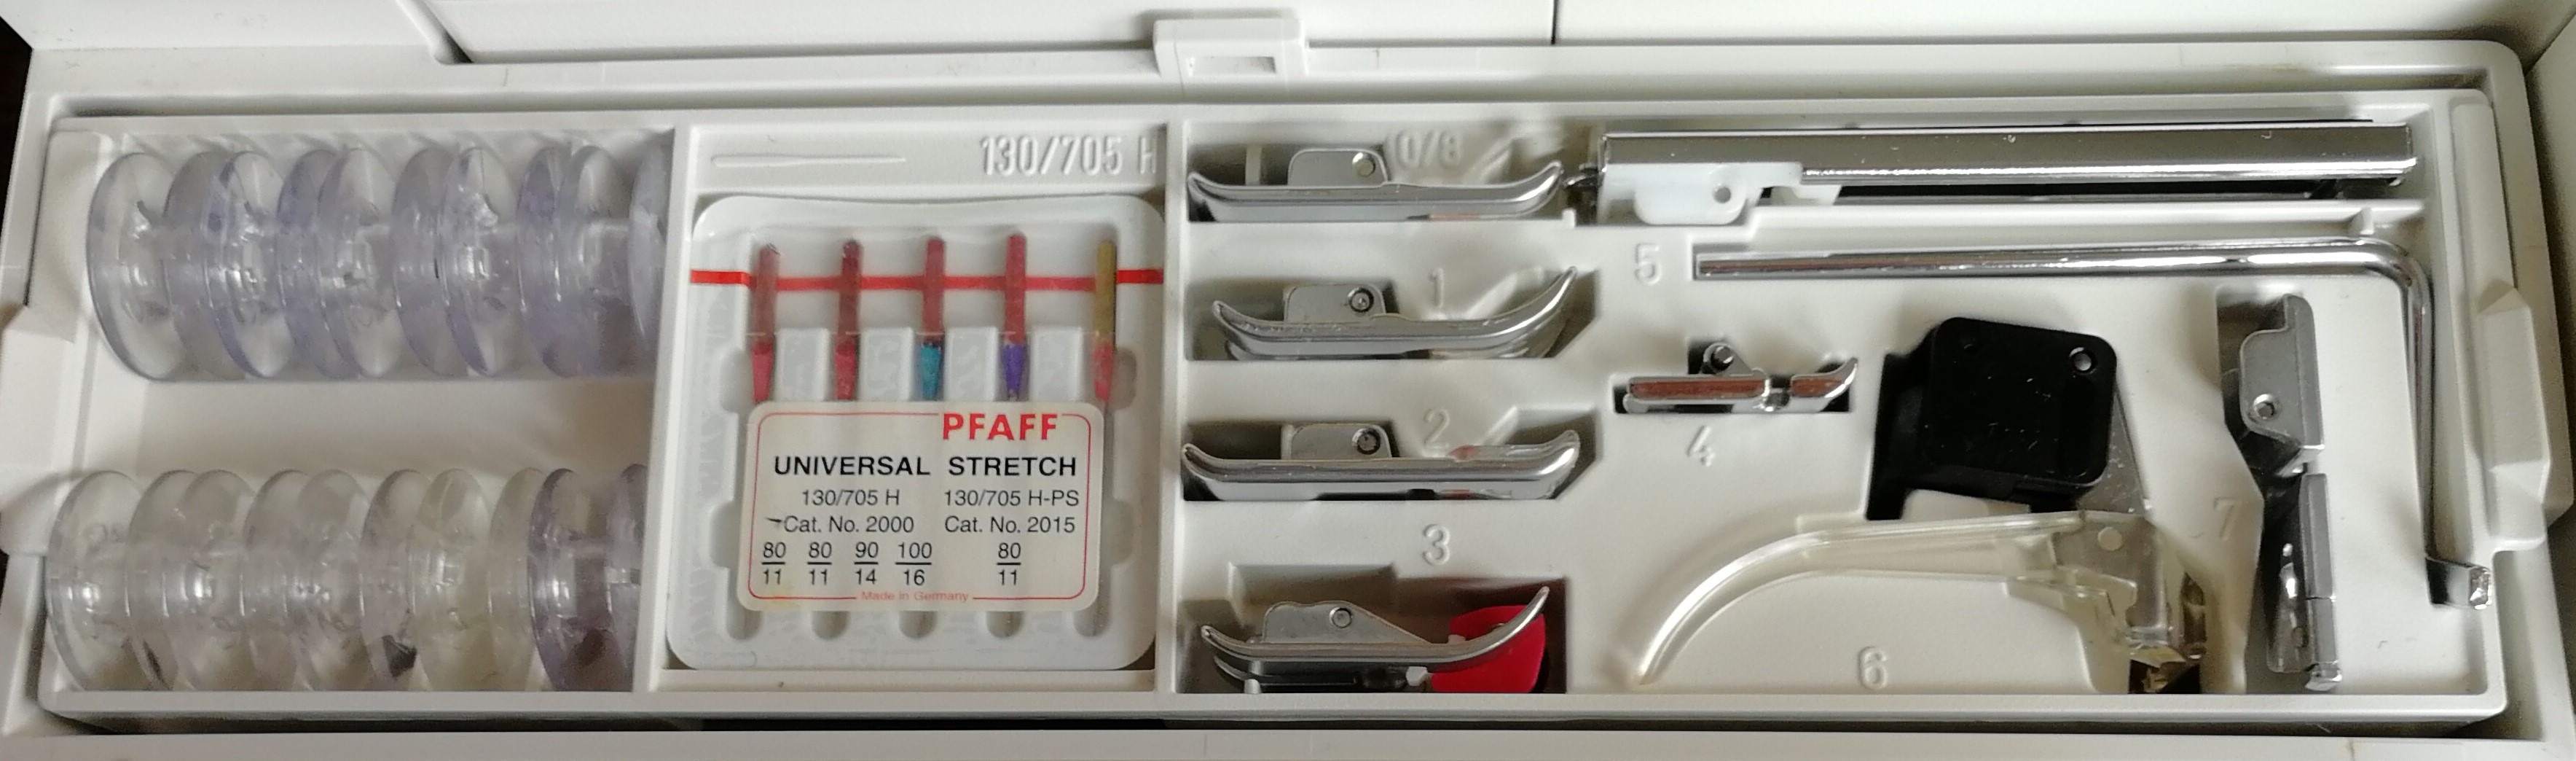 130/705 H
PFAFF
UNIVERSAL STRETCH
130/705 H 130/705 H-PS
Cat. No. 2000 Cat. No. 2015
80/11 80/11 90/14 100/16 80/11
Made in Germany
0/8
1
2
3
5
4
6
7